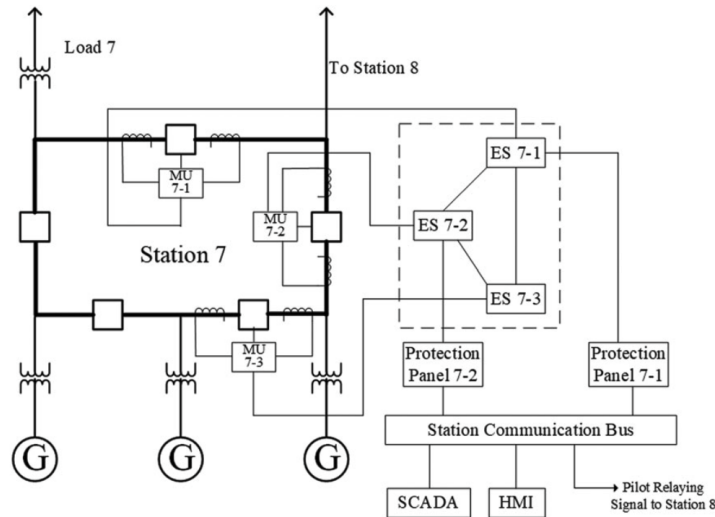 Load 7
To Station 8
MU
7-1
ES 7-1
MU
7-2
ES 7-2
Station 7
ES 7-3
MU
7-3
Protection
Panel 7-2
Protection
Panel 7-1
Station Communication Bus
G
G
G
SCADA
HMI
Pilot Relaying
Signal to Station 8